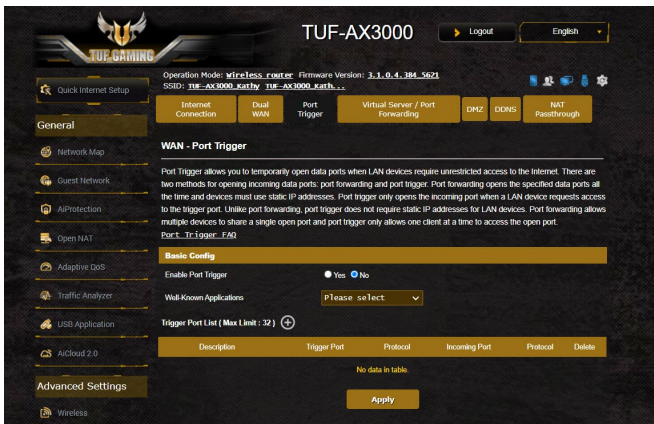 TUF GAMING
TUF-AX3000
Logout
English
Quick Internet Setup
General
Network Map
Guest Network
AiProtection
Open NAT
Adaptive QoS
Traffic Analyzer
USB Application
AiCloud 2.0
Advanced Settings
Wireless
Operation Mode: Wireless router Firmware Version: 3.1.0.4.384_5621
SSID: TUF-AX3000_Kathy TUF-AX3000_Kath...
Internet Connection
Dual WAN
Port Trigger
Virtual Server / Port Forwarding
DMZ
DDNS
NAT Passthrough
WAN - Port Trigger
Port Trigger allows you to temporarily open data ports when LAN devices require unrestricted access to the Internet. There are
two methods for opening incoming data ports: port forwarding and port trigger. Port forwarding opens the specified data ports all
the time and devices must use static IP addresses. Port trigger only opens the incoming port when a LAN device requests access
to the trigger port. Unlike port forwarding, port trigger does not require static IP addresses for LAN devices. Port forwarding allows
multiple devices to share a single open port and port trigger only allows one client at a time to access the open port.
Port Trigger FAQ
Basic Config
Enable Port Trigger Yes No
Well-Known Applications Please select
Trigger Port List ( Max Limit : 32 )
Description Trigger Port Protocol Incoming Port Protocol Delete
No data in table.
Apply